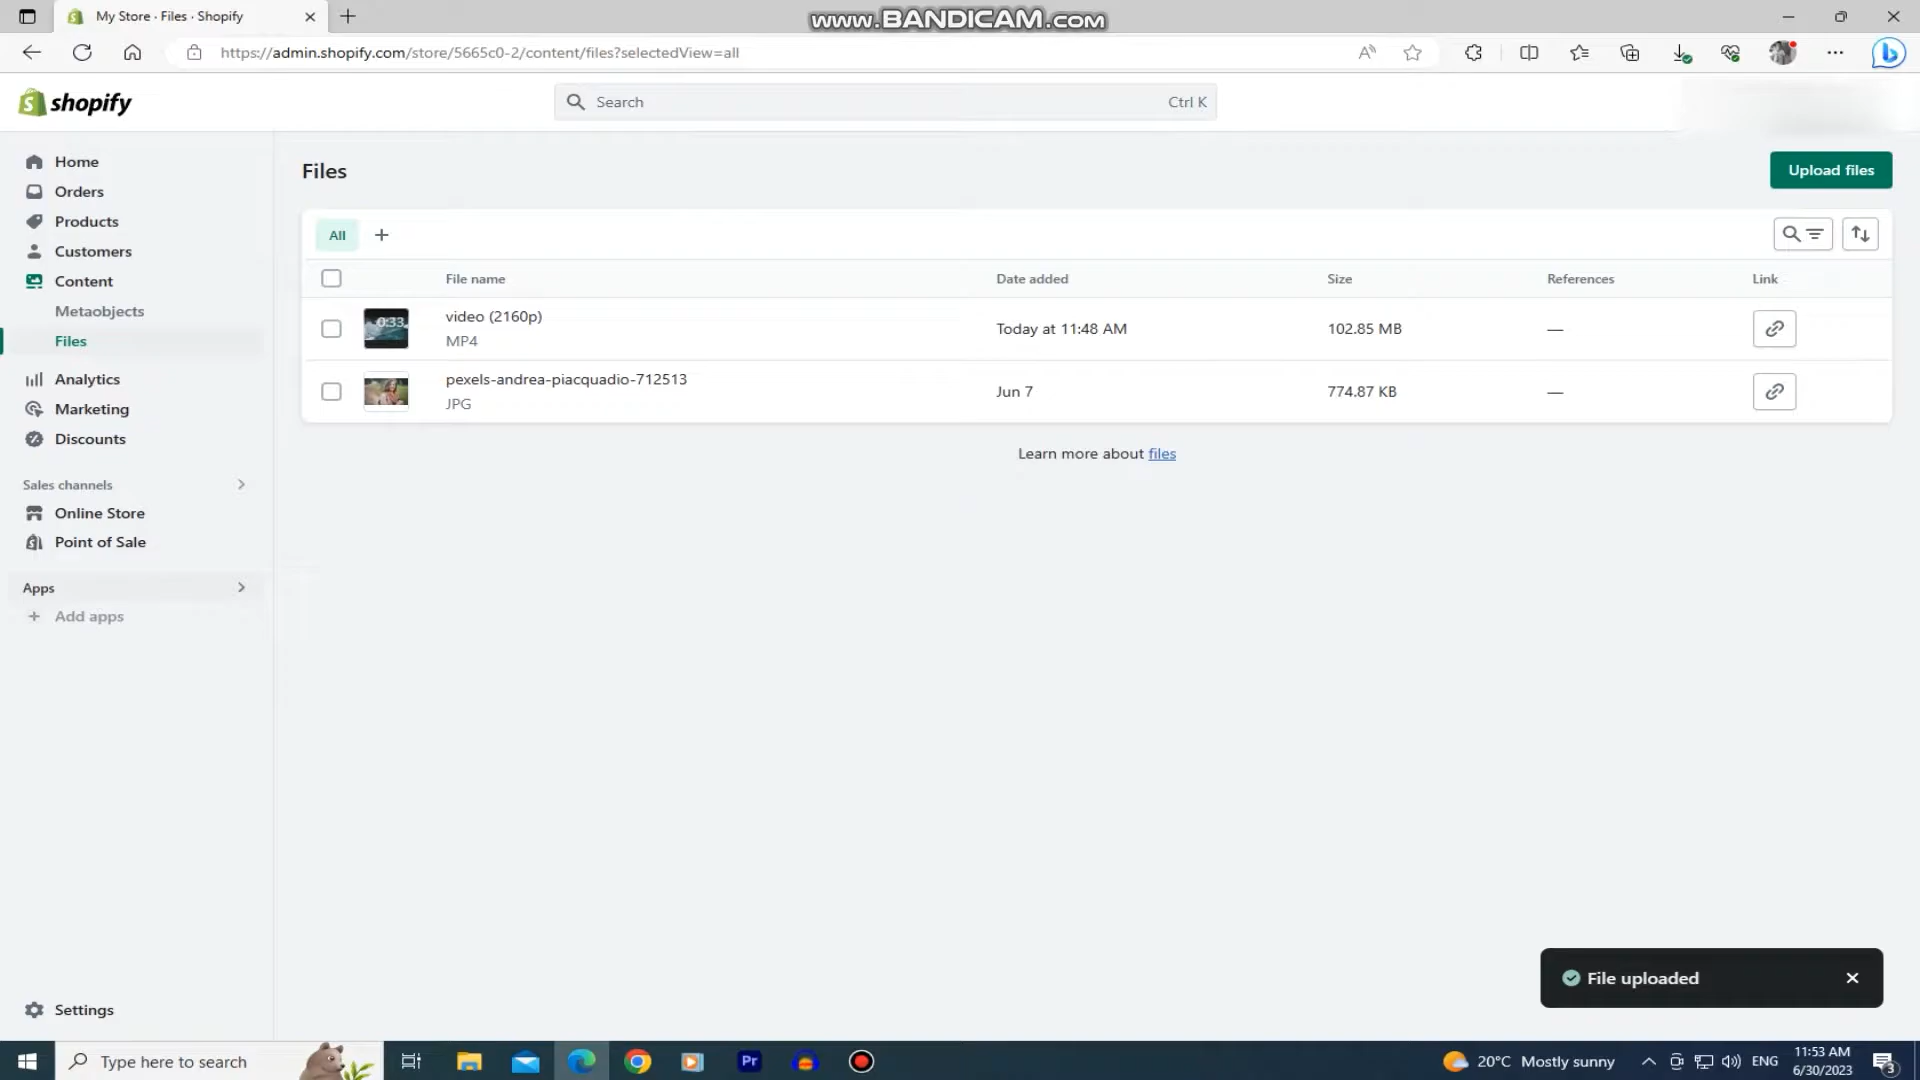 My Store · Files · Shopify
www.BANDICAM.com
https://admin.shopify.com/store/5665c0-2/content/files?selectedView=all
shopify
Search
Ctrl K
Home
Orders
Products
Customers
Content
Metaobjects
Files
Analytics
Marketing
Discounts
Sales channels
Online Store
Point of Sale
Apps
Add apps
Settings
Files
Upload files
All
File name
Date added
Size
References
Link
0:33
video (2160p)
MP4
Today at 11:48 AM
102.85 MB
—
pexels-andrea-piacquadio-712513
JPG
Jun 7
774.87 KB
—
Learn more about files
File uploaded
Type here to search
Pr
20°C Mostly sunny
ENG
11:53 AM
6/30/2023
3